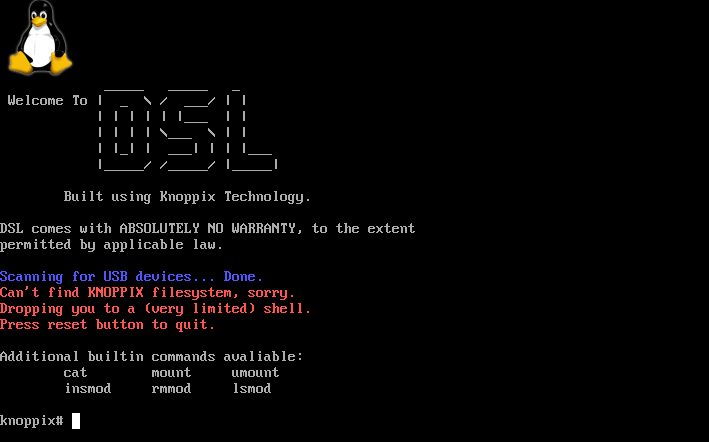 Welcome To DSL
Built using Knoppix Technology.
DSL comes with ABSOLUTELY NO WARRANTY, to the extent
permitted by applicable law.
Scanning for USB devices... Done.
Can't find KNOPPIX filesystem, sorry.
Dropping you to a (very limited) shell.
Press reset button to quit.
Additional builtin commands avaliable:
cat mount umount
insmod rmmod lsmod
knoppix#